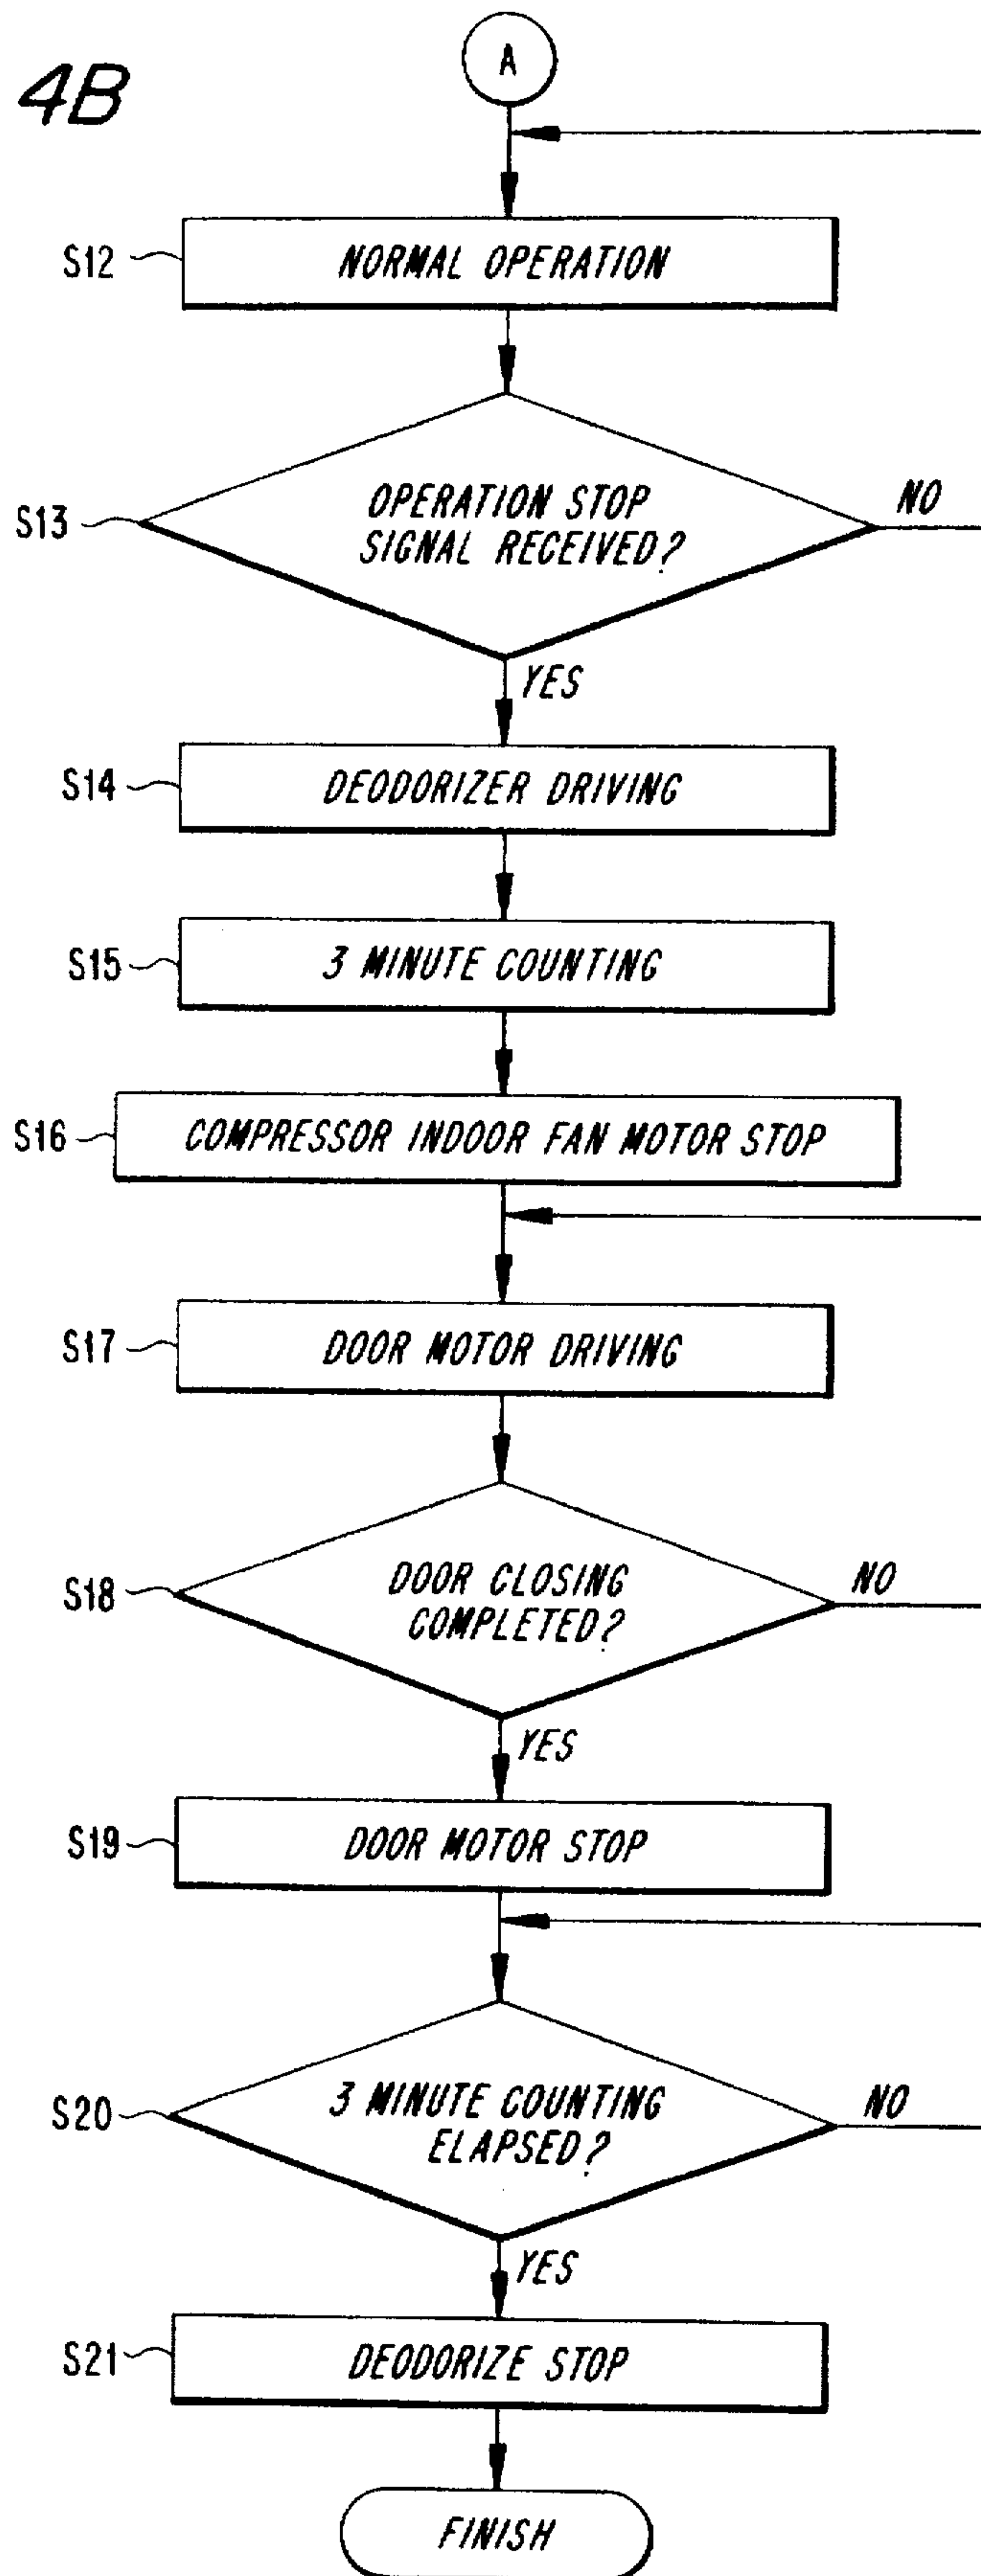 4B
A
S12
NORMAL OPERATION
S13
OPERATION STOP
SIGNAL RECEIVED?
NO
YES
S14
DEODORIZER DRIVING
S15
3 MINUTE COUNTING
S16
COMPRESSOR INDOOR FAN MOTOR STOP
S17
DOOR MOTOR DRIVING
S18
DOOR CLOSING
COMPLETED?
NO
YES
S19
DOOR MOTOR STOP
S20
3 MINUTE COUNTING
ELAPSED?
NO
YES
S21
DEODORIZE STOP
FINISH